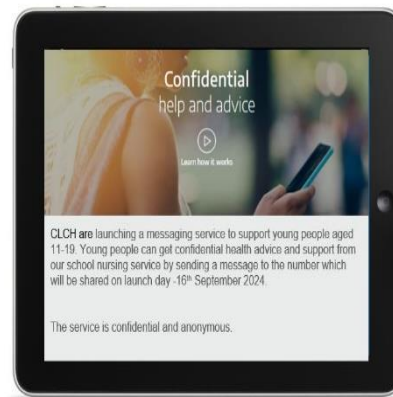 Confidential
help and advice
Learn how it works
CLCH are launching a messaging service to support young people aged
11-19. Young people can get confidential health advice and support from
our school nursing service by sending a message to the number which
will be shared on launch day -16th September 2024.
The service is confidential and anonymous.